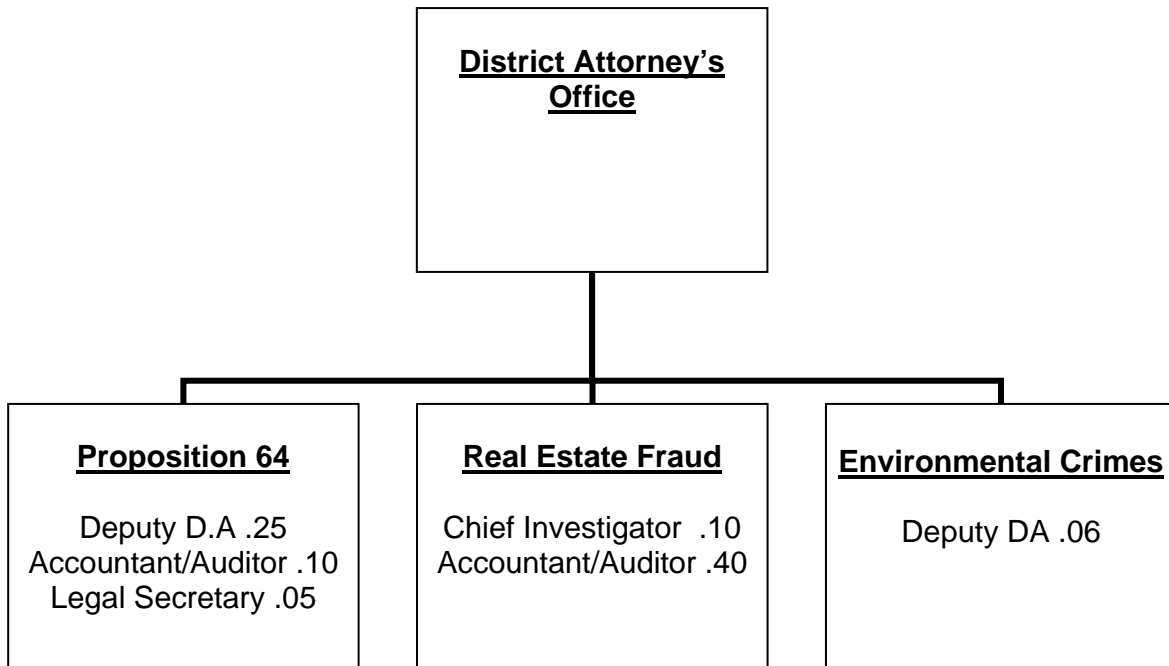 District Attorney’s
Office
Proposition 64
Deputy D.A .25
Accountant/Auditor .10
Legal Secretary .05
Real Estate Fraud
Chief Investigator .10
Accountant/Auditor .40
Environmental Crimes
Deputy DA .06